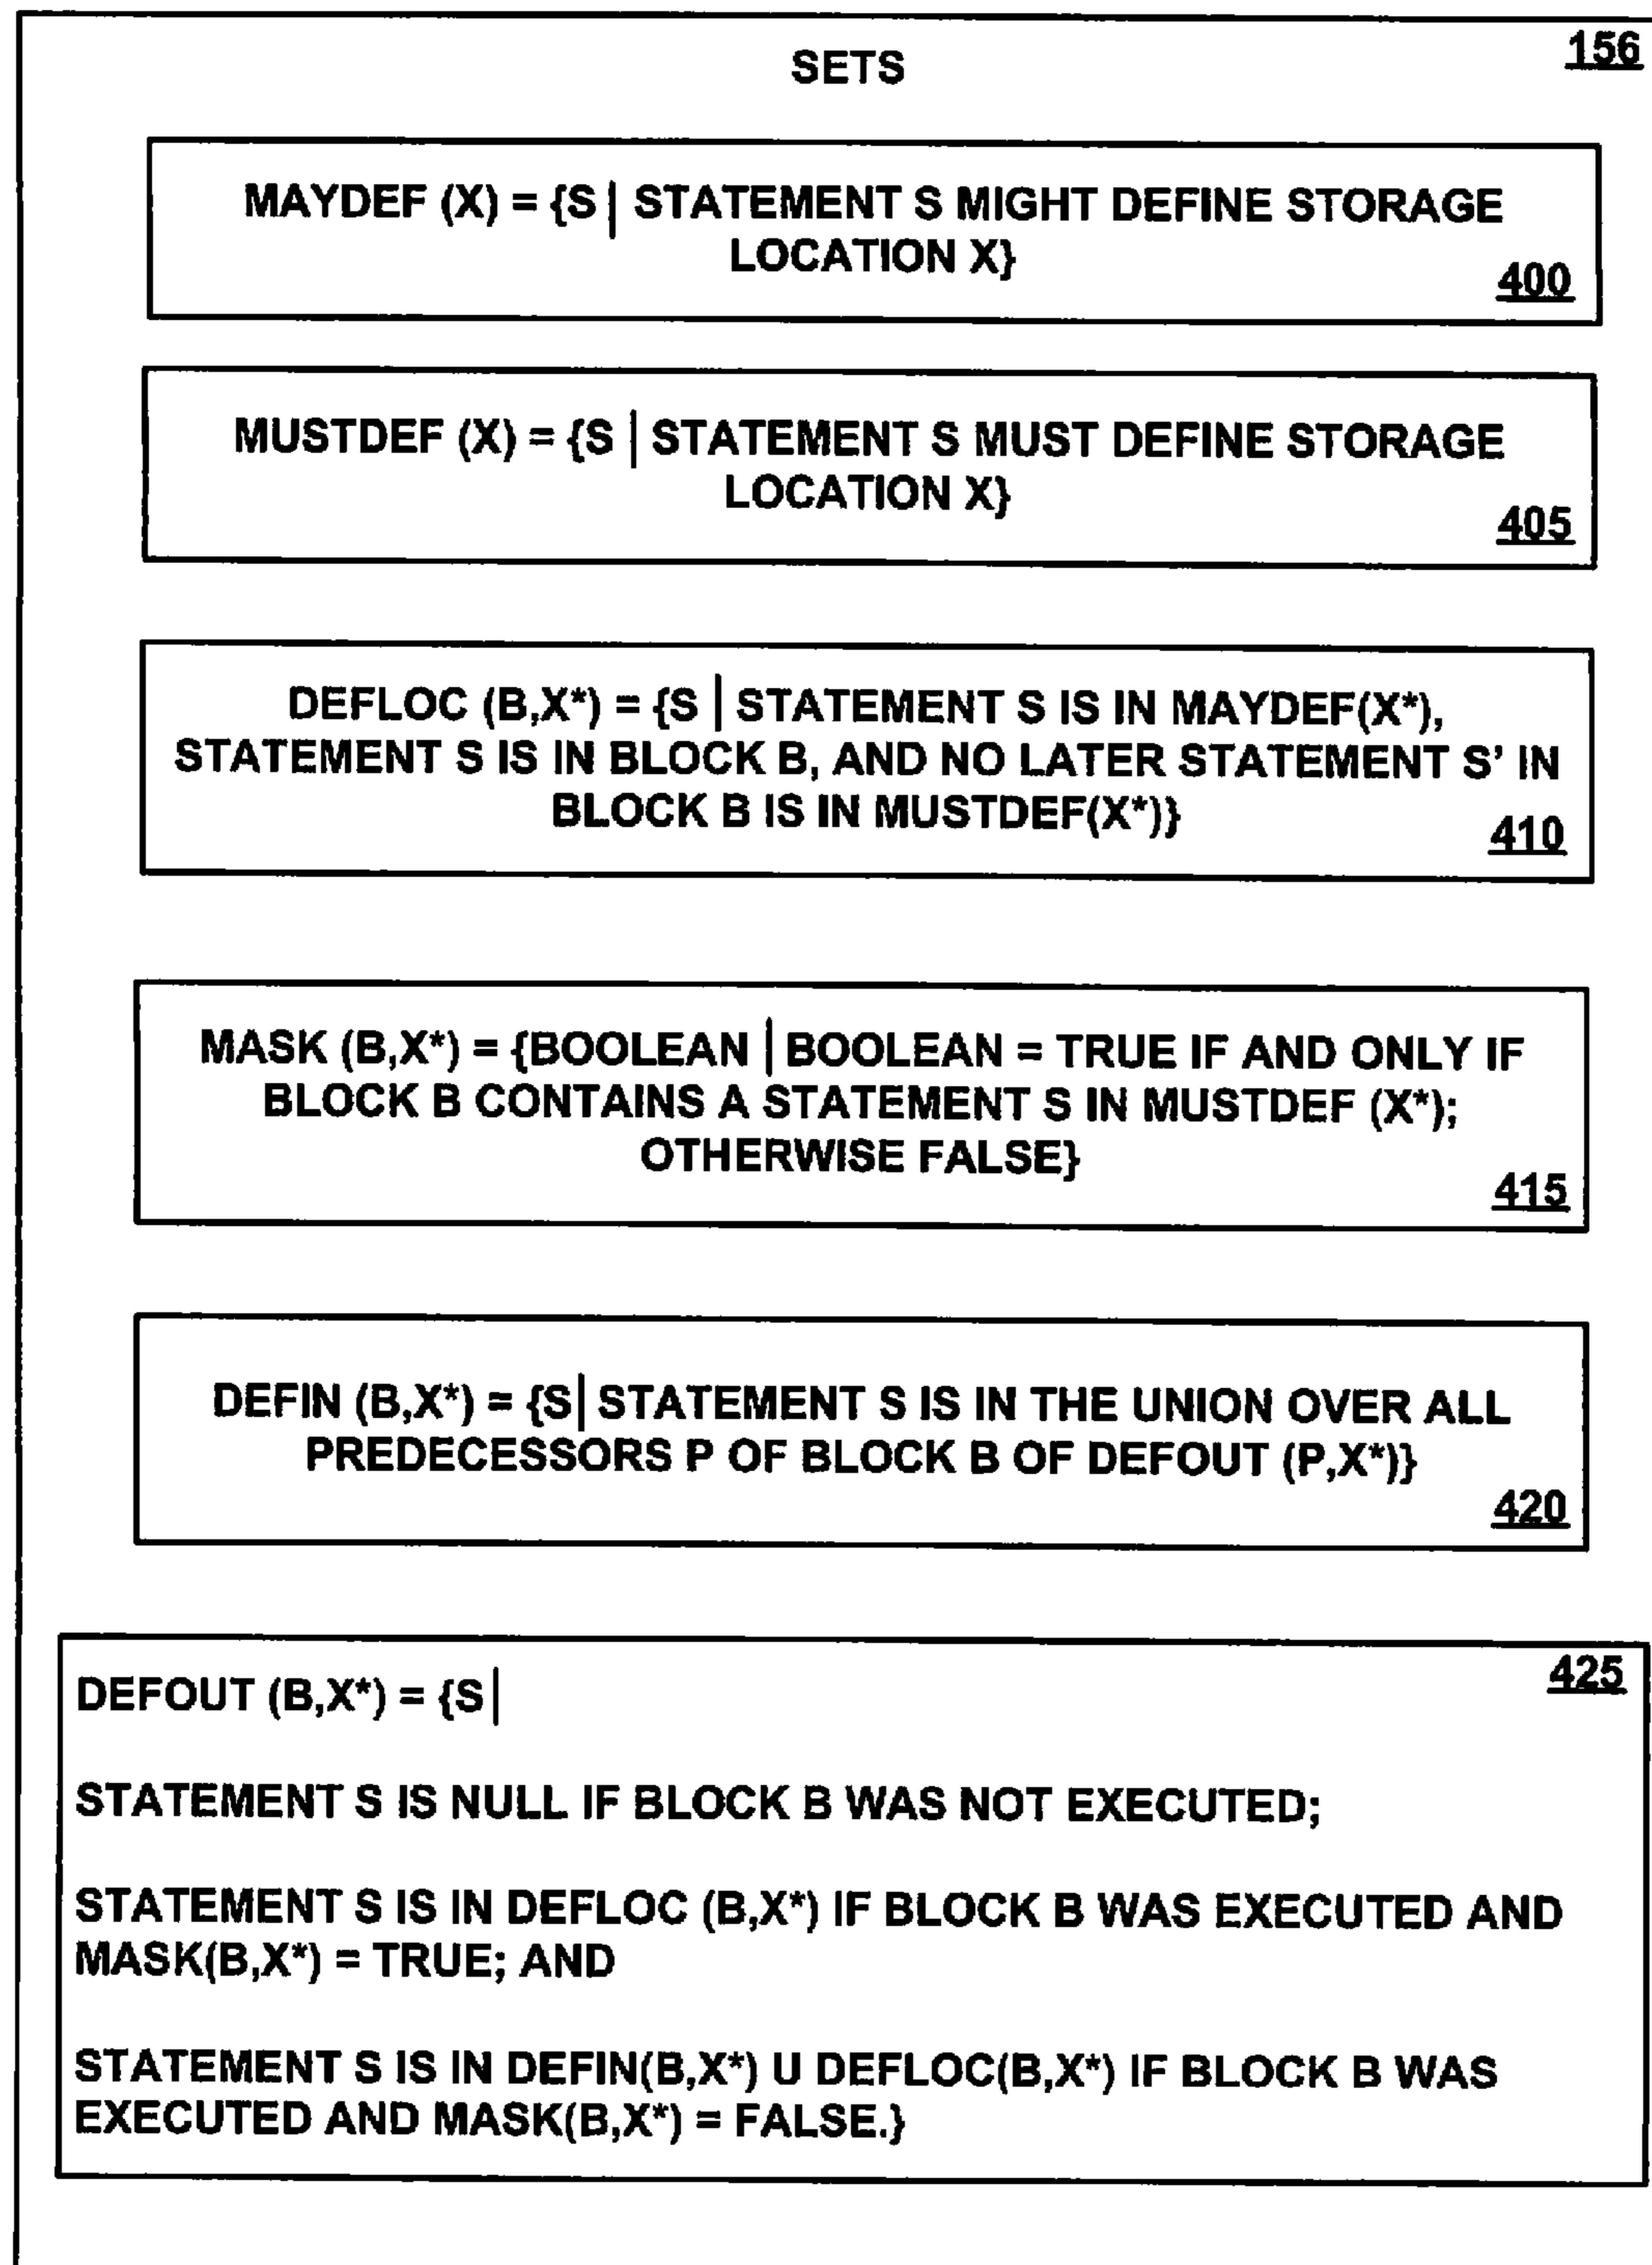 SETS
156
MAYDEF (X) = {S | STATEMENT S MIGHT DEFINE STORAGE
LOCATION X}
400
MUSTDEF (X) = {S | STATEMENT S MUST DEFINE STORAGE
LOCATION X}
405
DEFLOC (B,X*) = {S | STATEMENT S IS IN MAYDEF(X*),
STATEMENT S IS IN BLOCK B, AND NO LATER STATEMENT S' IN
BLOCK B IS IN MUSTDEF(X*)}
410
MASK (B,X*) = {BOOLEAN | BOOLEAN = TRUE IF AND ONLY IF
BLOCK B CONTAINS A STATEMENT S IN MUSTDEF (X*);
OTHERWISE FALSE}
415
DEFIN (B,X*) = {S| STATEMENT S IS IN THE UNION OVER ALL
PREDECESSORS P OF BLOCK B OF DEFOUT (P,X*)}
420
425
DEFOUT (B,X*) = {S|
STATEMENT S IS NULL IF BLOCK B WAS NOT EXECUTED;
STATEMENT S IS IN DEFLOC (B,X*) IF BLOCK B WAS EXECUTED AND
MASK(B,X*) = TRUE; AND
STATEMENT S IS IN DEFIN(B,X*) U DEFLOC(B,X*) IF BLOCK B WAS
EXECUTED AND MASK(B,X*) = FALSE.}